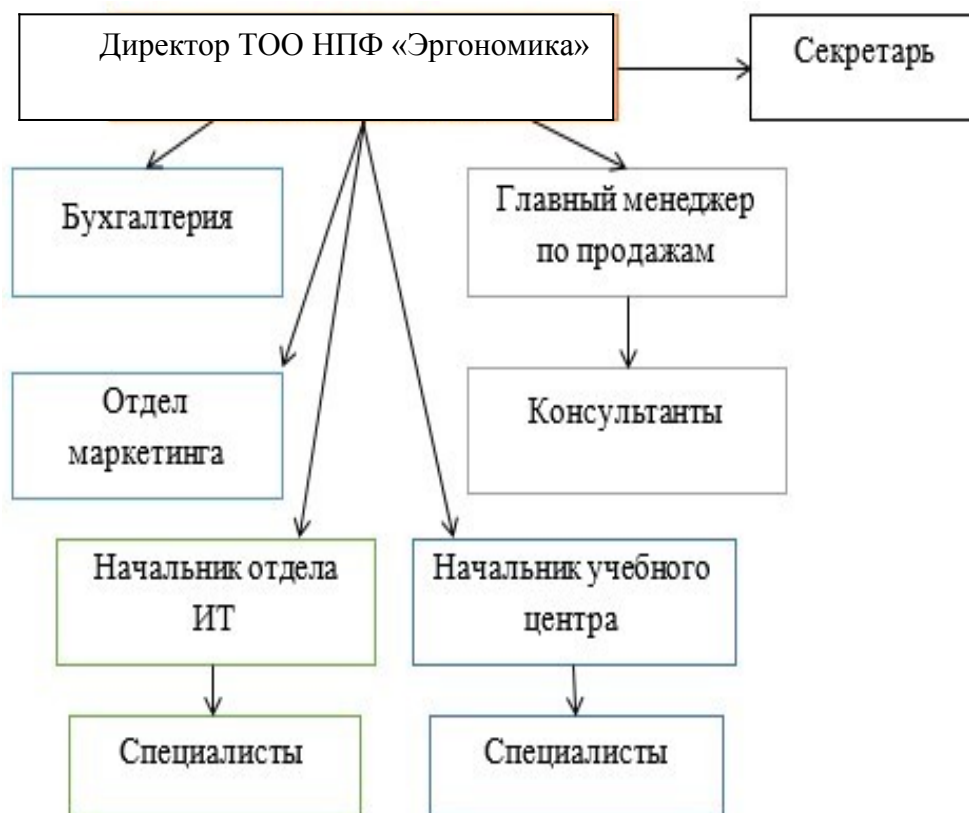 Директор ТОО НПФ «Эргономика»
Секретарь
Бухгалтерия
Главный менеджер
по продажам
Отдел
маркетинга
Консультанты
Начальник отдела
ИТ
Начальник учебного
центра
Специалисты
Специалисты